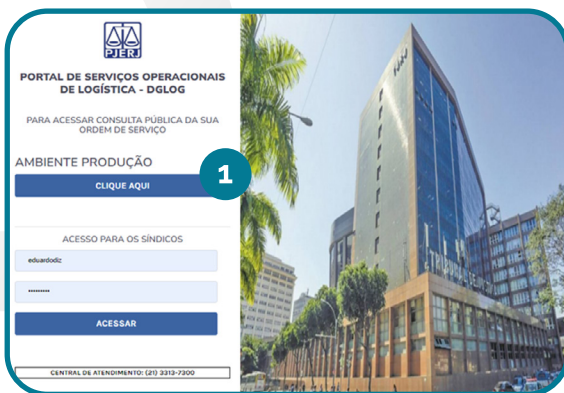 PJERJ
PORTAL DE SERVIÇOS OPERACIONAIS
DE LOGÍSTICA - DGLOG
PARA ACESSAR CONSULTA PÚBLICA DA SUA
ORDEM DE SERVIÇO
AMBIENTE PRODUÇÃO
CLIQUE AQUI
1
ACESSO PARA OS SÍNDICOS
eduardodiz
•••••••••
ACESSAR
CENTRAL DE ATENDIMENTO: (21) 3313-7300